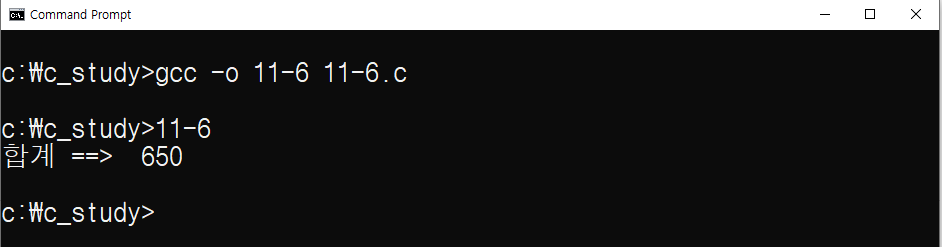 Command Prompt
c:₩c_study>gcc -o 11-6 11-6.c
c:₩c_study>11-6
합계 ==>  650
c:₩c_study>